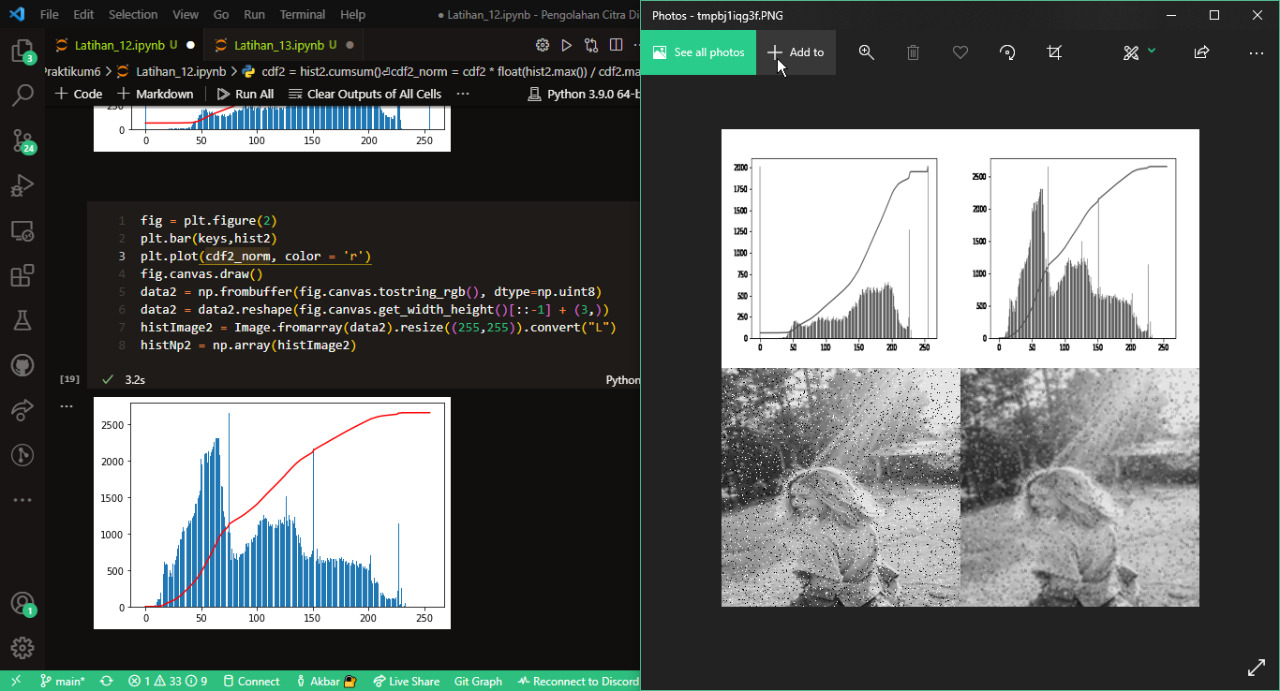 File Edit Selection View Go Run Terminal Help
● Latihan_12.ipynb - Pengolahan Citra Di
Latihan_12.ipynb U ●
Latihan_13.ipynb U ●
Praktikum6 > Latihan_12.ipynb > cdf2 = hist2.cumsum()⏎cdf2_norm = cdf2 * float(hist2.max()) / cdf2.ma
+ Code + Markdown Run All Clear Outputs of All Cells ···
Python 3.9.0 64-b
3
24
1
250
0
0 50 100 150 200 250
1 fig = plt.figure(2)
2 plt.bar(keys,hist2)
3 plt.plot(cdf2_norm, color = 'r')
4 fig.canvas.draw()
5 data2 = np.frombuffer(fig.canvas.tostring_rgb(), dtype=np.uint8)
6 data2 = data2.reshape(fig.canvas.get_width_height()[::-1] + (3,))
7 histImage2 = Image.fromarray(data2).resize((255,255)).convert("L")
8 histNp2 = np.array(histImage2)
[19] ✓ 3.2s
Python
2500
2000
1500
1000
500
0
0 50 100 150 200 250
main* 1 33 9 Connect Akbar Live Share Git Graph Reconnect to Discord
Photos - tmpbj1iqg3f.PNG
See all photos
+ Add to
2000
1750
1500
1250
1000
750
500
250
0
0 50 100 150 200 250
2500
2000
1500
1000
500
0
0 50 100 150 200 250